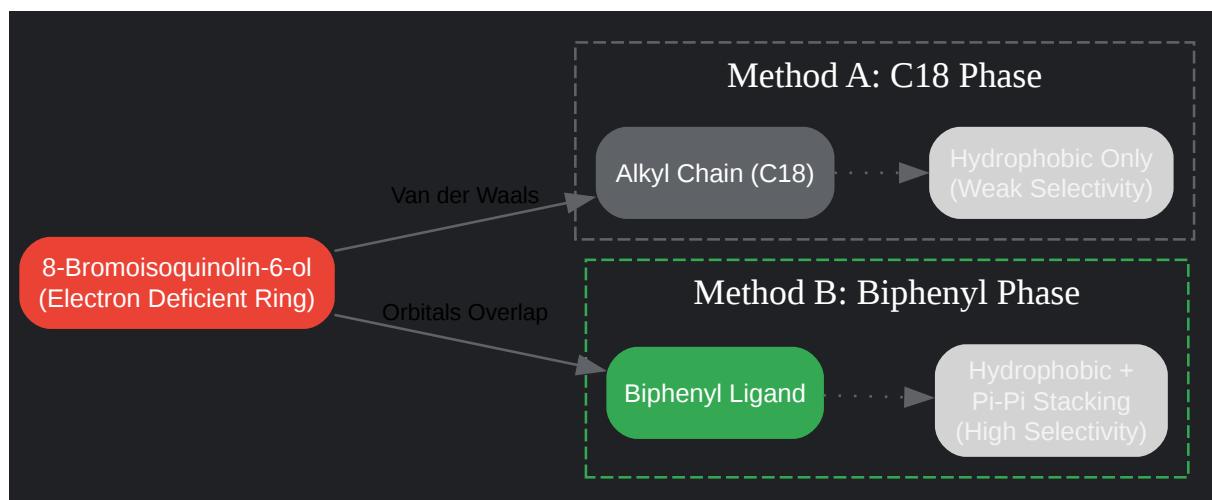 Method A: C18 Phase
Alkyl Chain (C18)
Hydrophobic Only
(Weak Selectivity)
Van der Waals
8-Bromoisoquinolin-6-ol
(Electron Deficient Ring)
Orbitals Overlap
Method B: Biphenyl Phase
Biphenyl Ligand
Hydrophobic +
Pi-Pi Stacking
(High Selectivity)